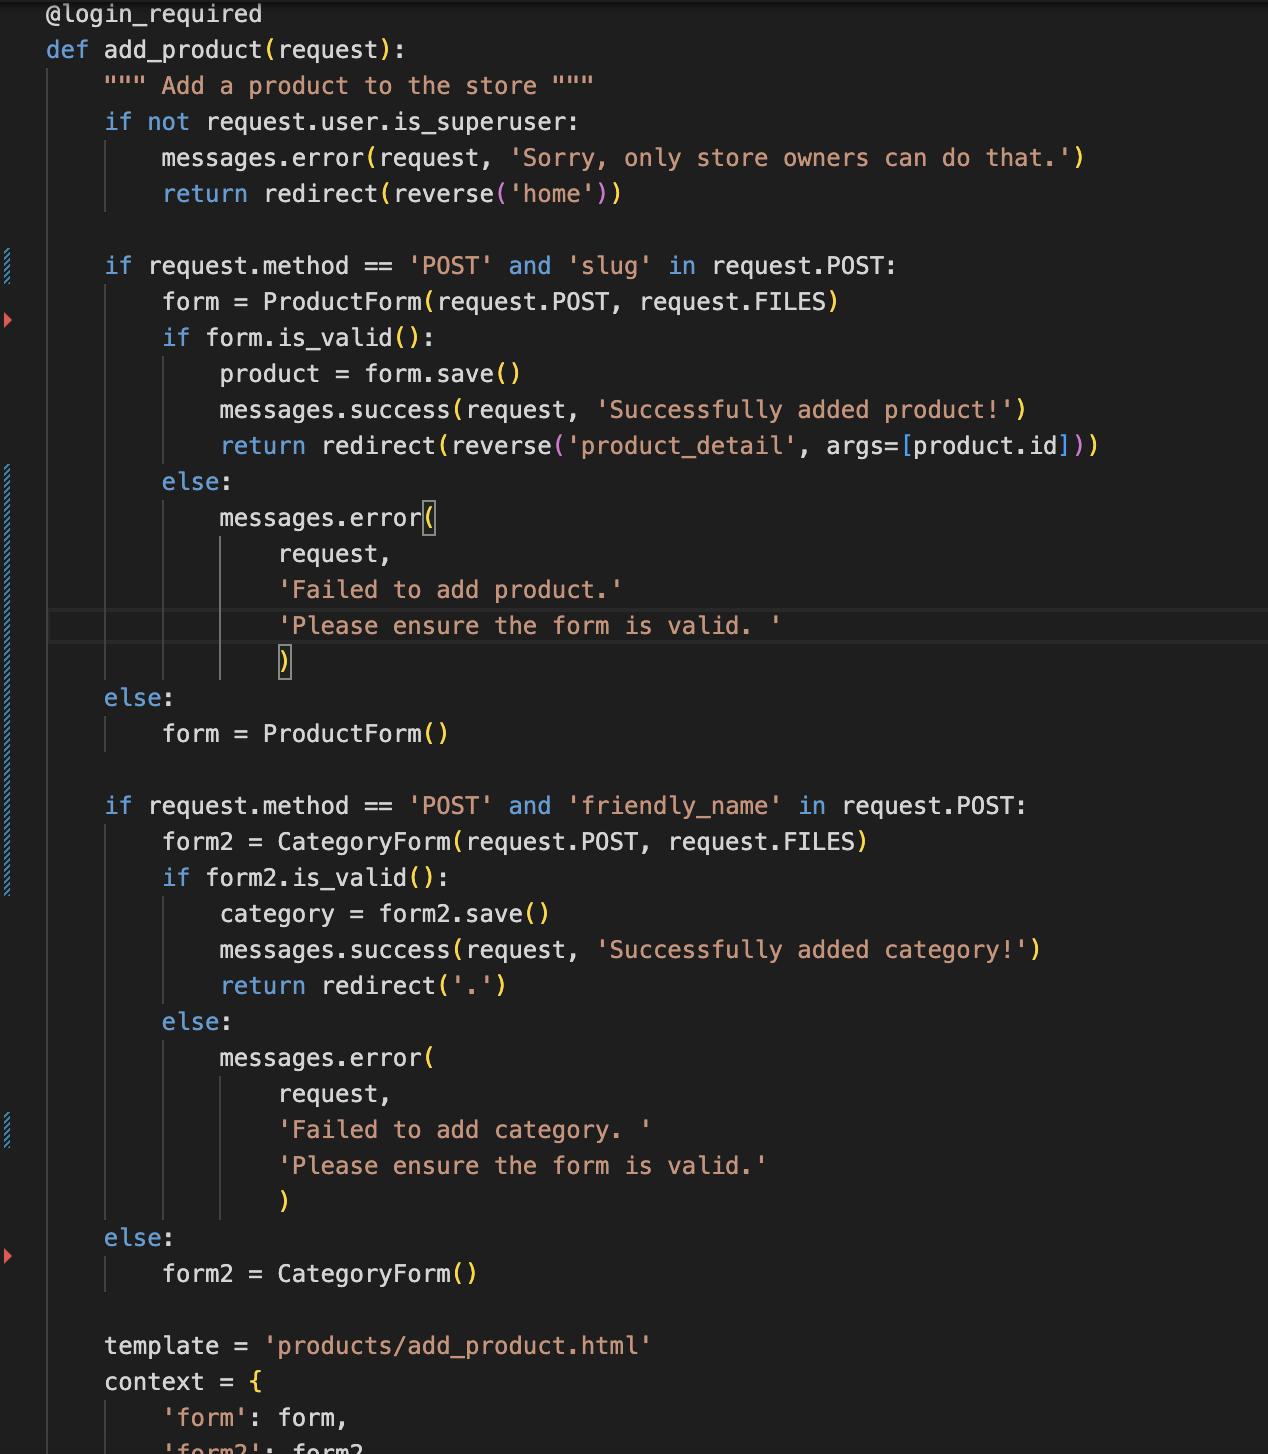 @login_required
def add_product(request):
    """ Add a product to the store """
    if not request.user.is_superuser:
        messages.error(request, 'Sorry, only store owners can do that.')
        return redirect(reverse('home'))
    if request.method == 'POST' and 'slug' in request.POST:
        form = ProductForm(request.POST, request.FILES)
        if form.is_valid():
            product = form.save()
            messages.success(request, 'Successfully added product!')
            return redirect(reverse('product_detail', args=[product.id]))
        else:
            messages.error(
                request,
                'Failed to add product.'
                'Please ensure the form is valid. '
                )
    else:
        form = ProductForm()
    if request.method == 'POST' and 'friendly_name' in request.POST:
        form2 = CategoryForm(request.POST, request.FILES)
        if form2.is_valid():
            category = form2.save()
            messages.success(request, 'Successfully added category!')
            return redirect('.')
        else:
            messages.error(
                request,
                'Failed to add category. '
                'Please ensure the form is valid.'
                )
    else:
        form2 = CategoryForm()
    template = 'products/add_product.html'
    context = {
        'form': form,
        'form2': form2